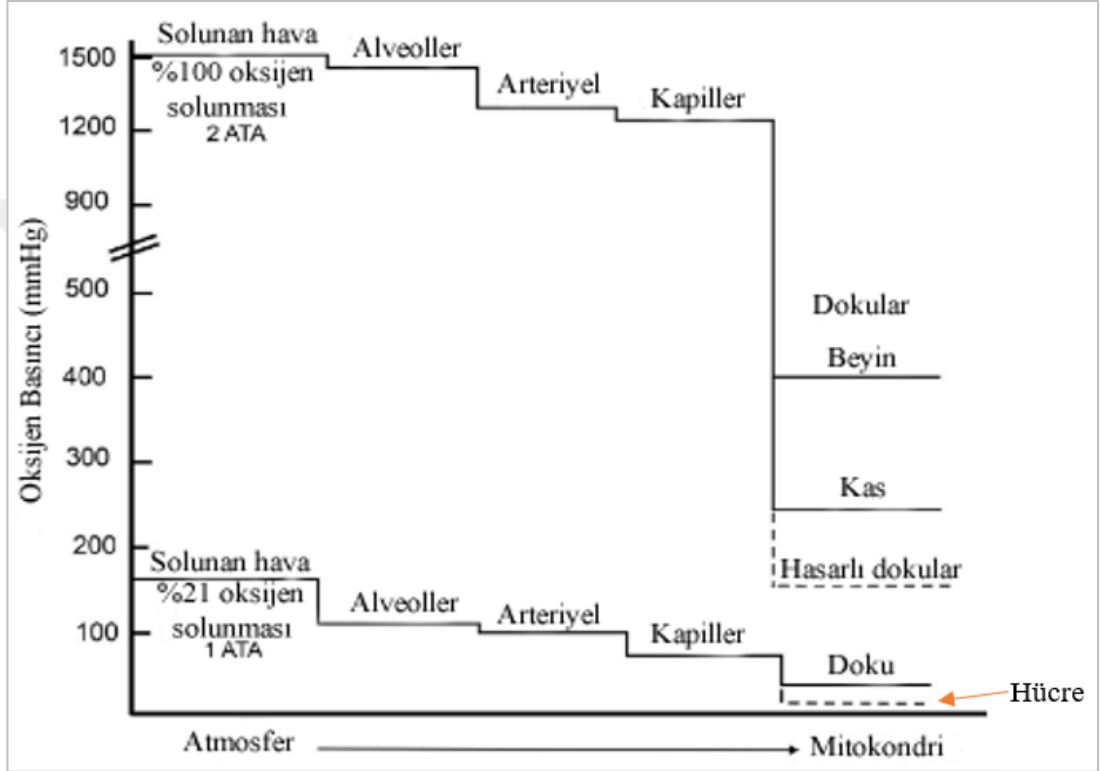 Oksijen Basıncı (mmHg)
1500
1200
900
500
400
300
200
100
Solunan hava
%100 oksijen
solunması
2 ATA
Alveoller
Arteriyel
Kapiller
Dokular
Beyin
Kas
Hasarlı dokular
Solunan hava
%21 oksijen
solunması
1 ATA
Alveoller
Arteriyel
Kapiller
Doku
Hücre
Atmosfer
Mitokondri